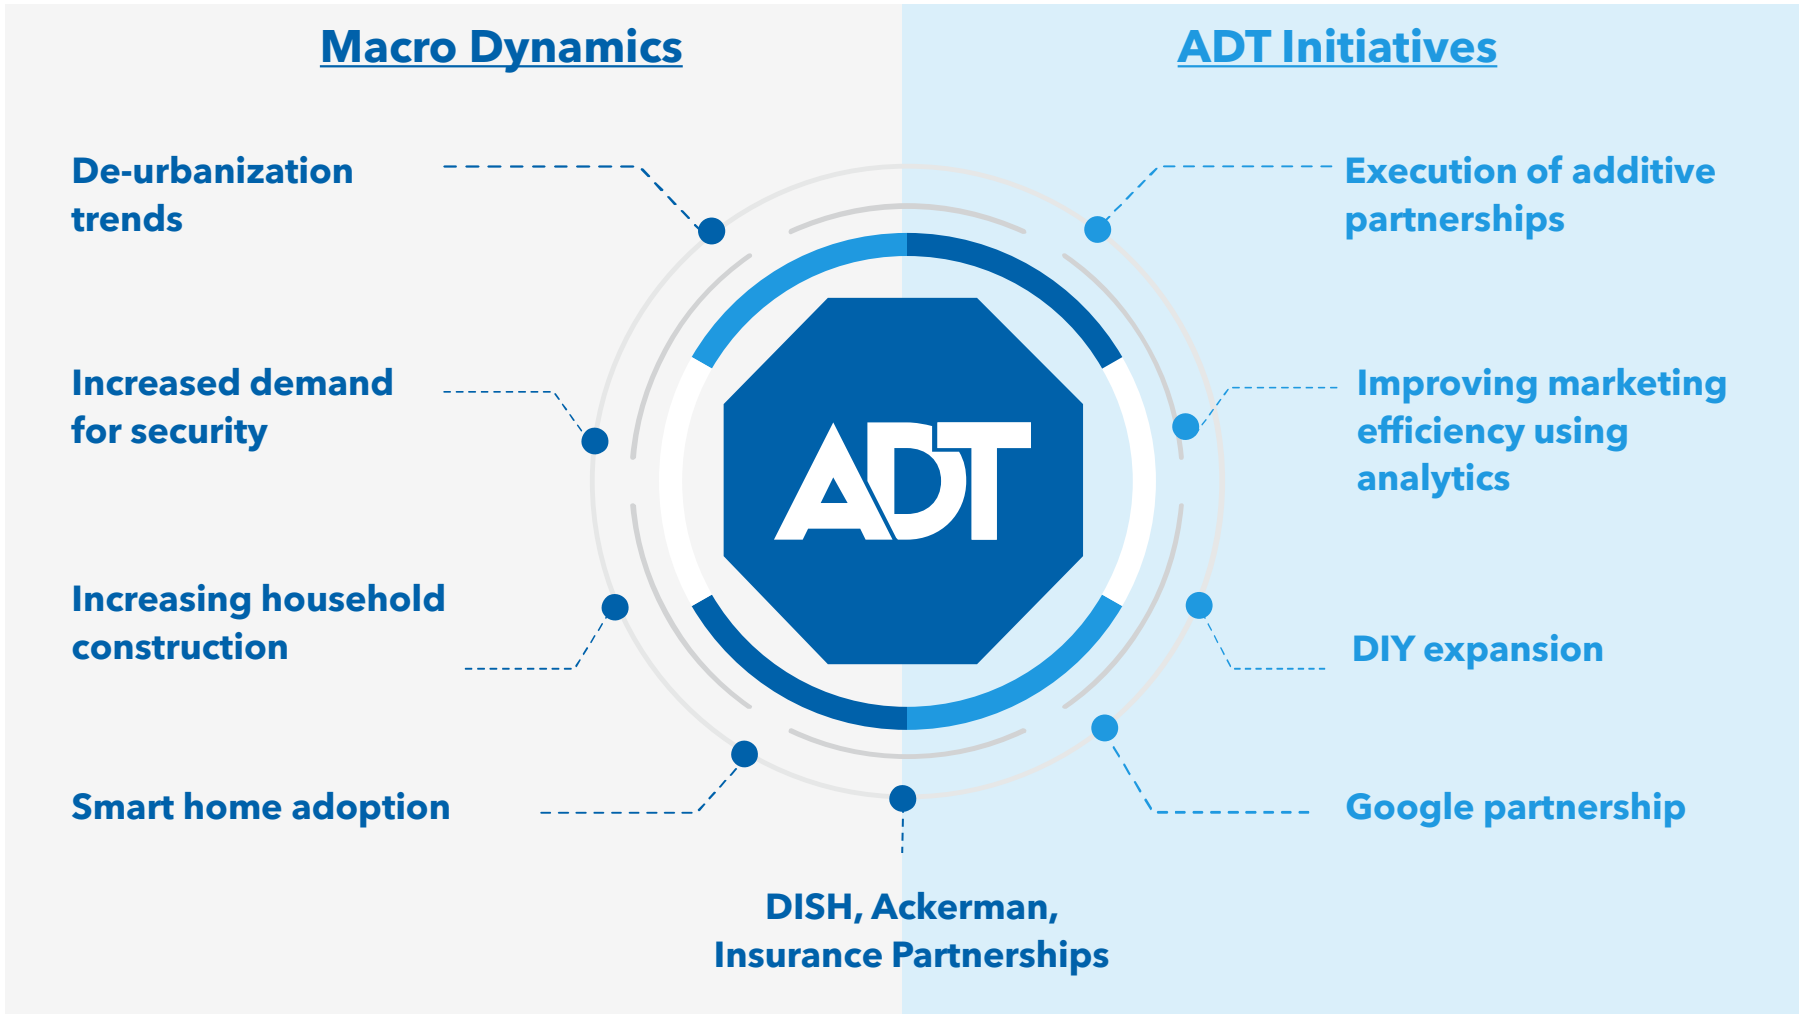 Macro Dynamics
De-urbanization
trends
Increased demand
for security
Increasing household
construction
Smart home adoption
ADT
DISH, Ackerman,
Insurance Partnerships
ADT Initiatives
Execution of additive
partnerships
Improving marketing
efficiency using
analytics
DIY expansion
Google partnership